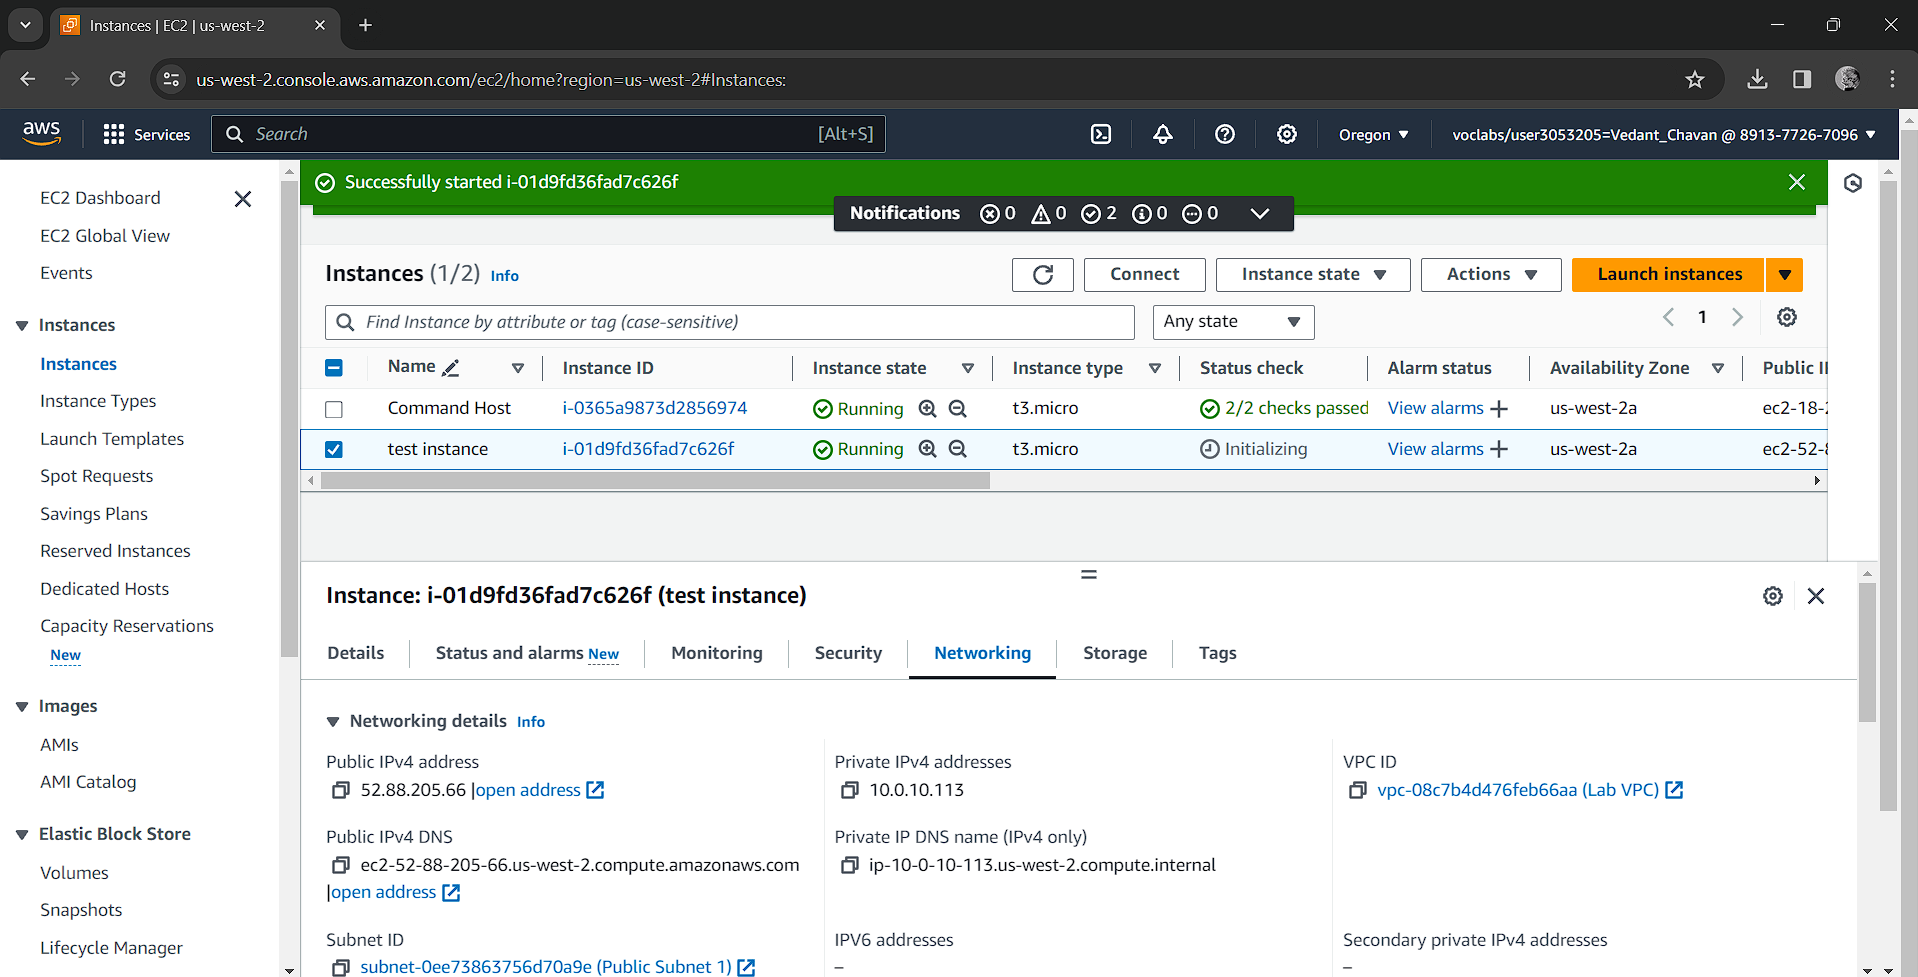 Instances | EC2 | us-west-2
us-west-2.console.aws.amazon.com/ec2/home?region=us-west-2#Instances:
aws Services Search [Alt+S] Oregon voclabs/user3053205=Vedant_Chavan @ 8913-7726-7096
EC2 Dashboard
EC2 Global View
Events
Instances
Instances
Instance Types
Launch Templates
Spot Requests
Savings Plans
Reserved Instances
Dedicated Hosts
Capacity Reservations
New
Images
AMIs
AMI Catalog
Elastic Block Store
Volumes
Snapshots
Lifecycle Manager
Successfully started i-01d9fd36fad7c626f
Notifications 0 0 2 0 0
Instances (1/2) Info Connect Instance state Actions Launch instances
Find Instance by attribute or tag (case-sensitive) Any state 1
Name Instance ID Instance state Instance type Status check Alarm status Availability Zone Public I
Command Host i-0365a9873d2856974 Running t3.micro 2/2 checks passed View alarms + us-west-2a ec2-18-2
test instance i-01d9fd36fad7c626f Running t3.micro Initializing View alarms + us-west-2a ec2-52-8
Instance: i-01d9fd36fad7c626f (test instance)
Details Status and alarms New Monitoring Security Networking Storage Tags
Networking details Info
Public IPv4 address Private IPv4 addresses VPC ID
52.88.205.66 |open address 10.0.10.113 vpc-08c7b4d476feb66aa (Lab VPC)
Public IPv4 DNS Private IP DNS name (IPv4 only)
ec2-52-88-205-66.us-west-2.compute.amazonaws.com ip-10-0-10-113.us-west-2.compute.internal
|open address
Subnet ID IPV6 addresses Secondary private IPv4 addresses
subnet-0ee73863756d70a9e (Public Subnet 1) – –